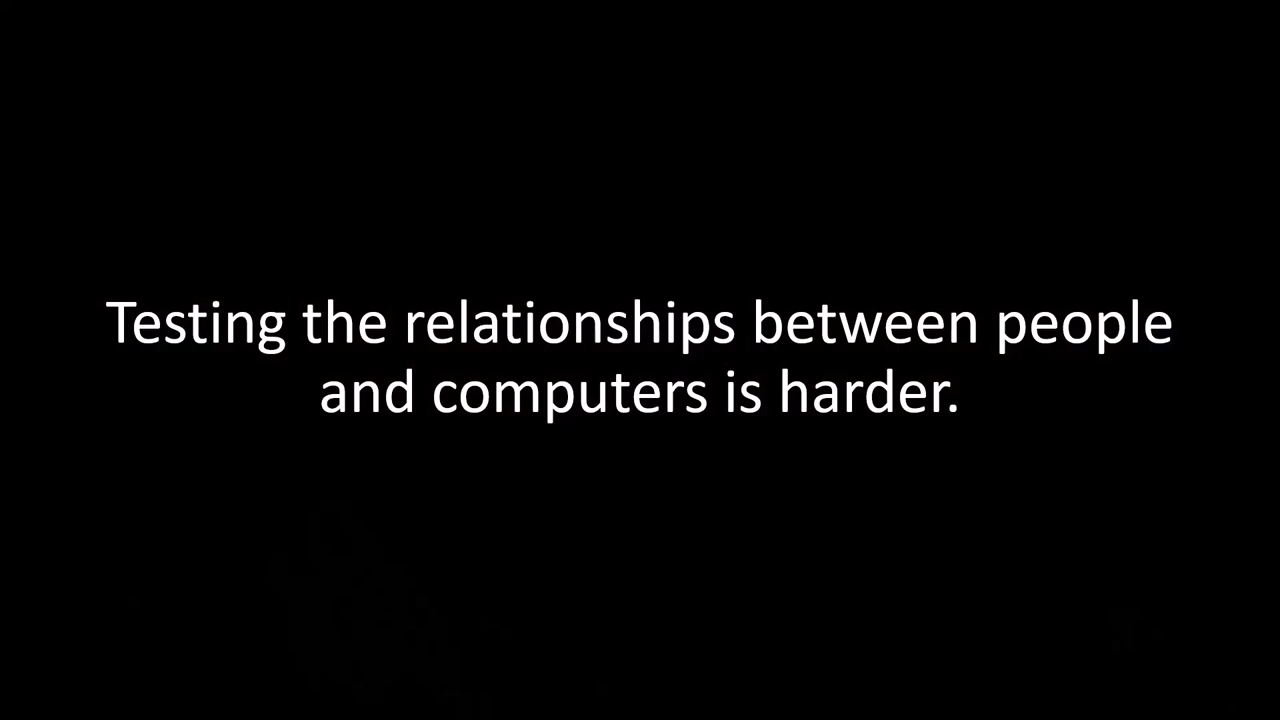 Testing the relationships between people
and computers is harder.